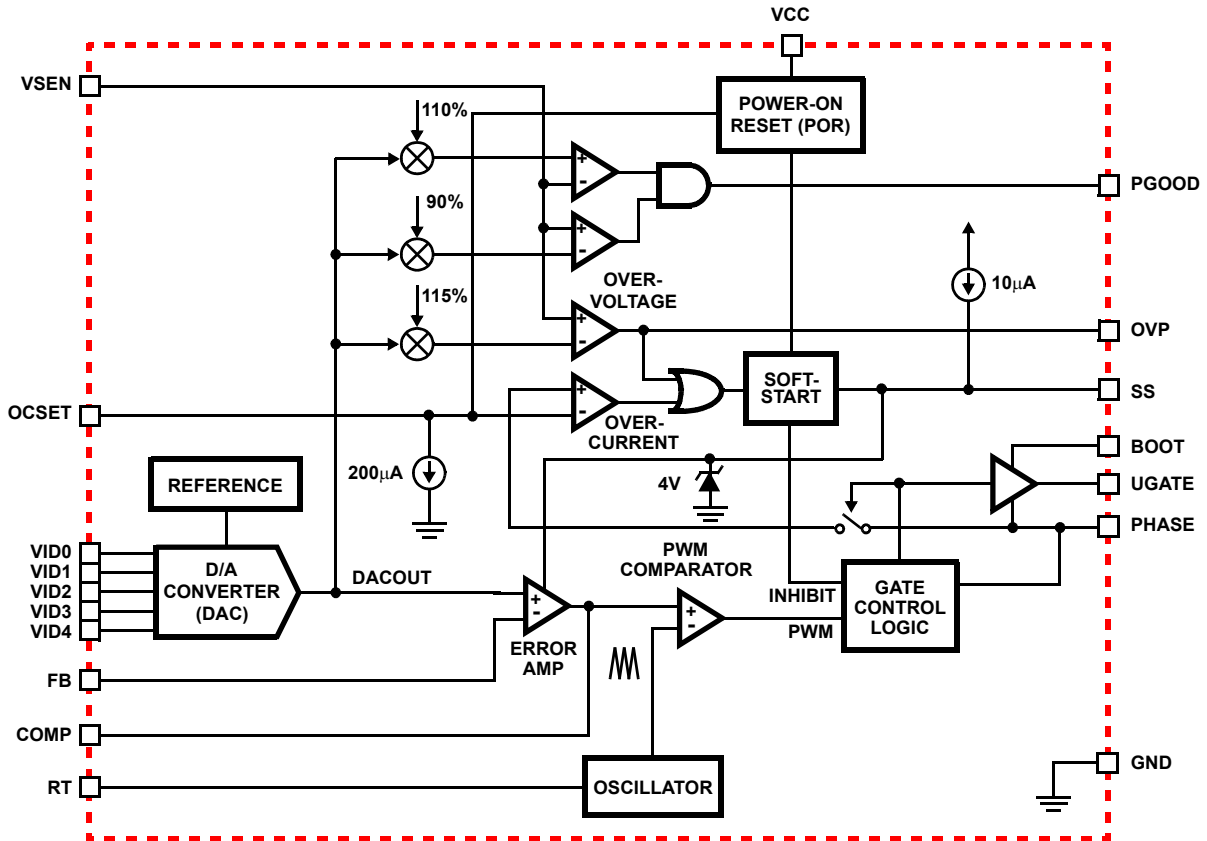 VCC
VSEN
POWER-ON
RESET (POR)
110%
PGOOD
90%
OVER-
VOLTAGE
10μA
115%
OVP
SOFT-
START
SS
OCSET
OVER-
CURRENT
BOOT
200μA
4V
UGATE
REFERENCE
PHASE
VID0
VID1
VID2
VID3
VID4
D/A
CONVERTER
(DAC)
DACOUT
PWM
COMPARATOR
INHIBIT
PWM
GATE
CONTROL
LOGIC
ERROR
AMP
FB
COMP
GND
RT
OSCILLATOR
+
-
+
-
+
-
+
-
+
-
+
-